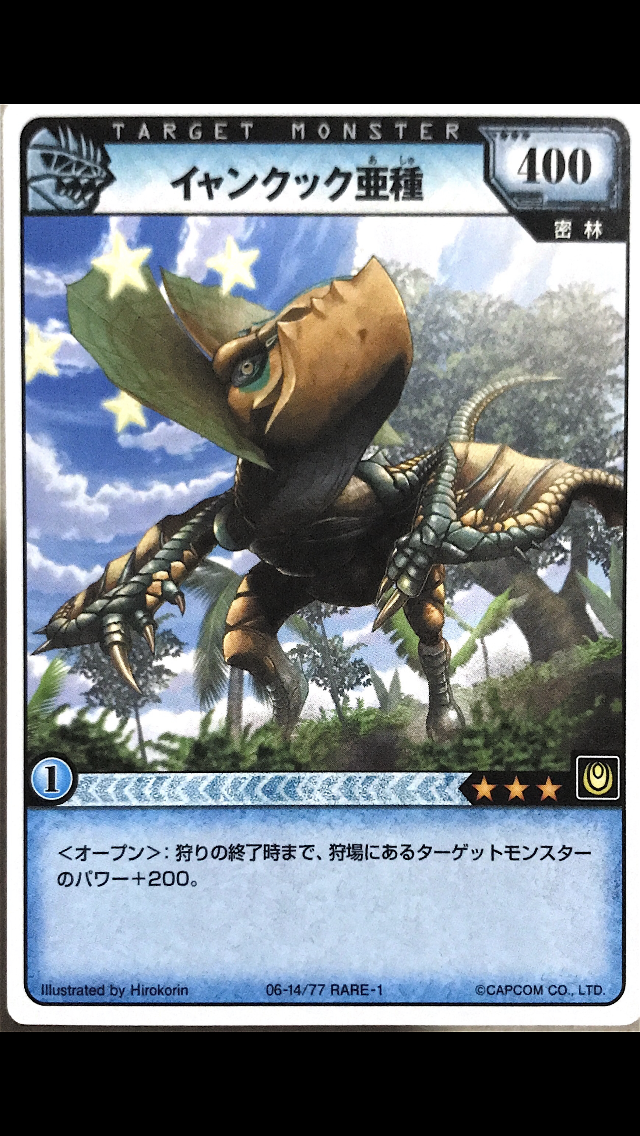 TARGET MONSTER
イャンクック亜種
あしゅ
400
密林
1
<オープン>:狩りの終了時まで、狩場にあるターゲットモンスター
のパワー+200。
Illustrated by Hirokorin 06-14/77 RARE-1 ©CAPCOM CO., LTD.